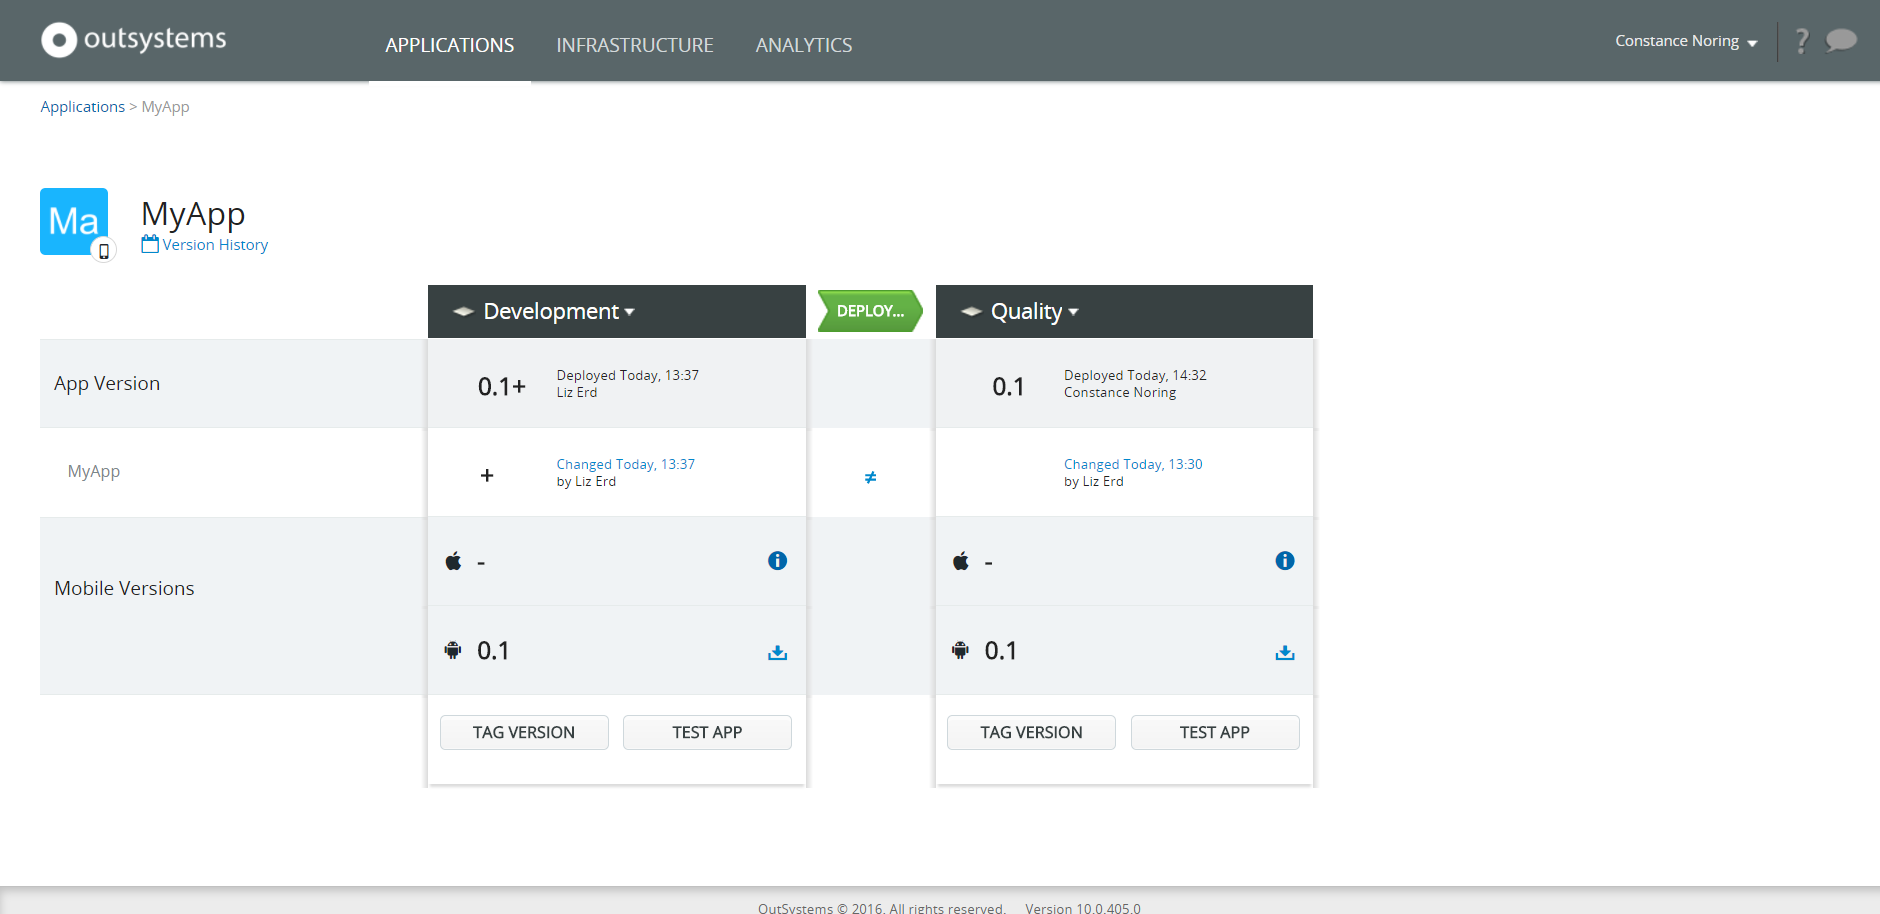 outsystems
APPLICATIONS
INFRASTRUCTURE
ANALYTICS
Constance Noring
?
Applications > MyApp
Ma
MyApp
Version History
Development
DEPLOY...
Quality
App Version
0.1+
Deployed Today, 13:37
Liz Erd
0.1
Deployed Today, 14:32
Constance Noring
MyApp
+
Changed Today, 13:37
by Liz Erd
≠
Changed Today, 13:30
by Liz Erd
Mobile Versions
-
i
-
i
0.1
0.1
TAG VERSION
TEST APP
TAG VERSION
TEST APP
OutSystems © 2016. All rights reserved. Version 10.0.405.0